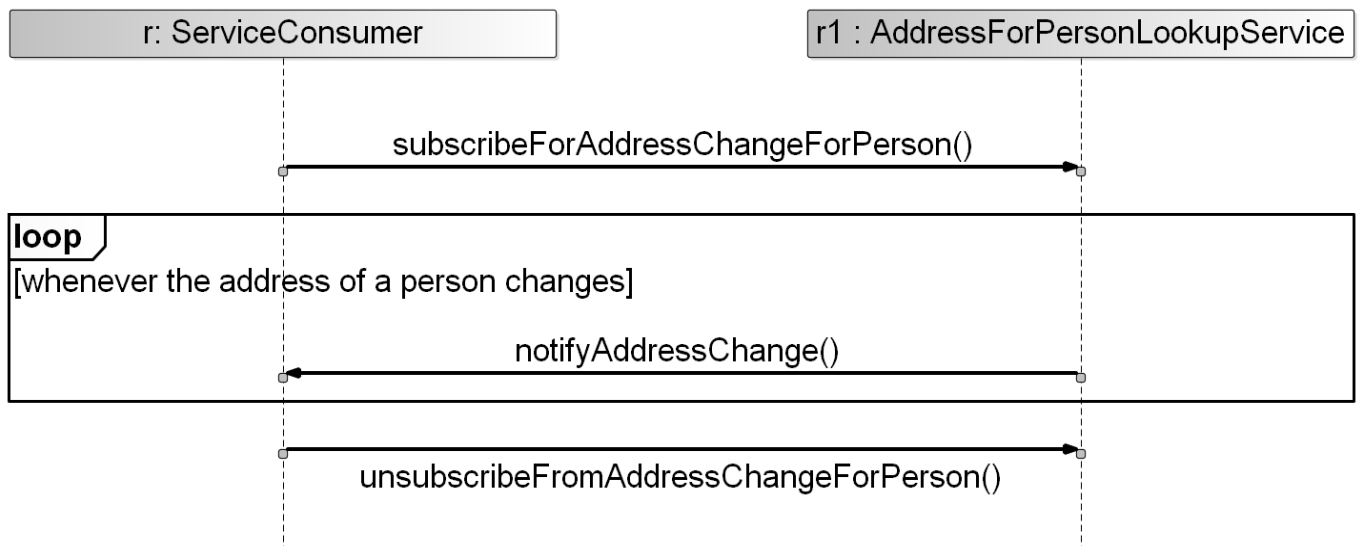 r: ServiceConsumer
r1 : AddressForPersonLookupService
subscribeForAddressChangeForPerson()
loop
[whenever the address of a person changes]
notifyAddressChange()
unsubscribeFromAddressChangeForPerson()